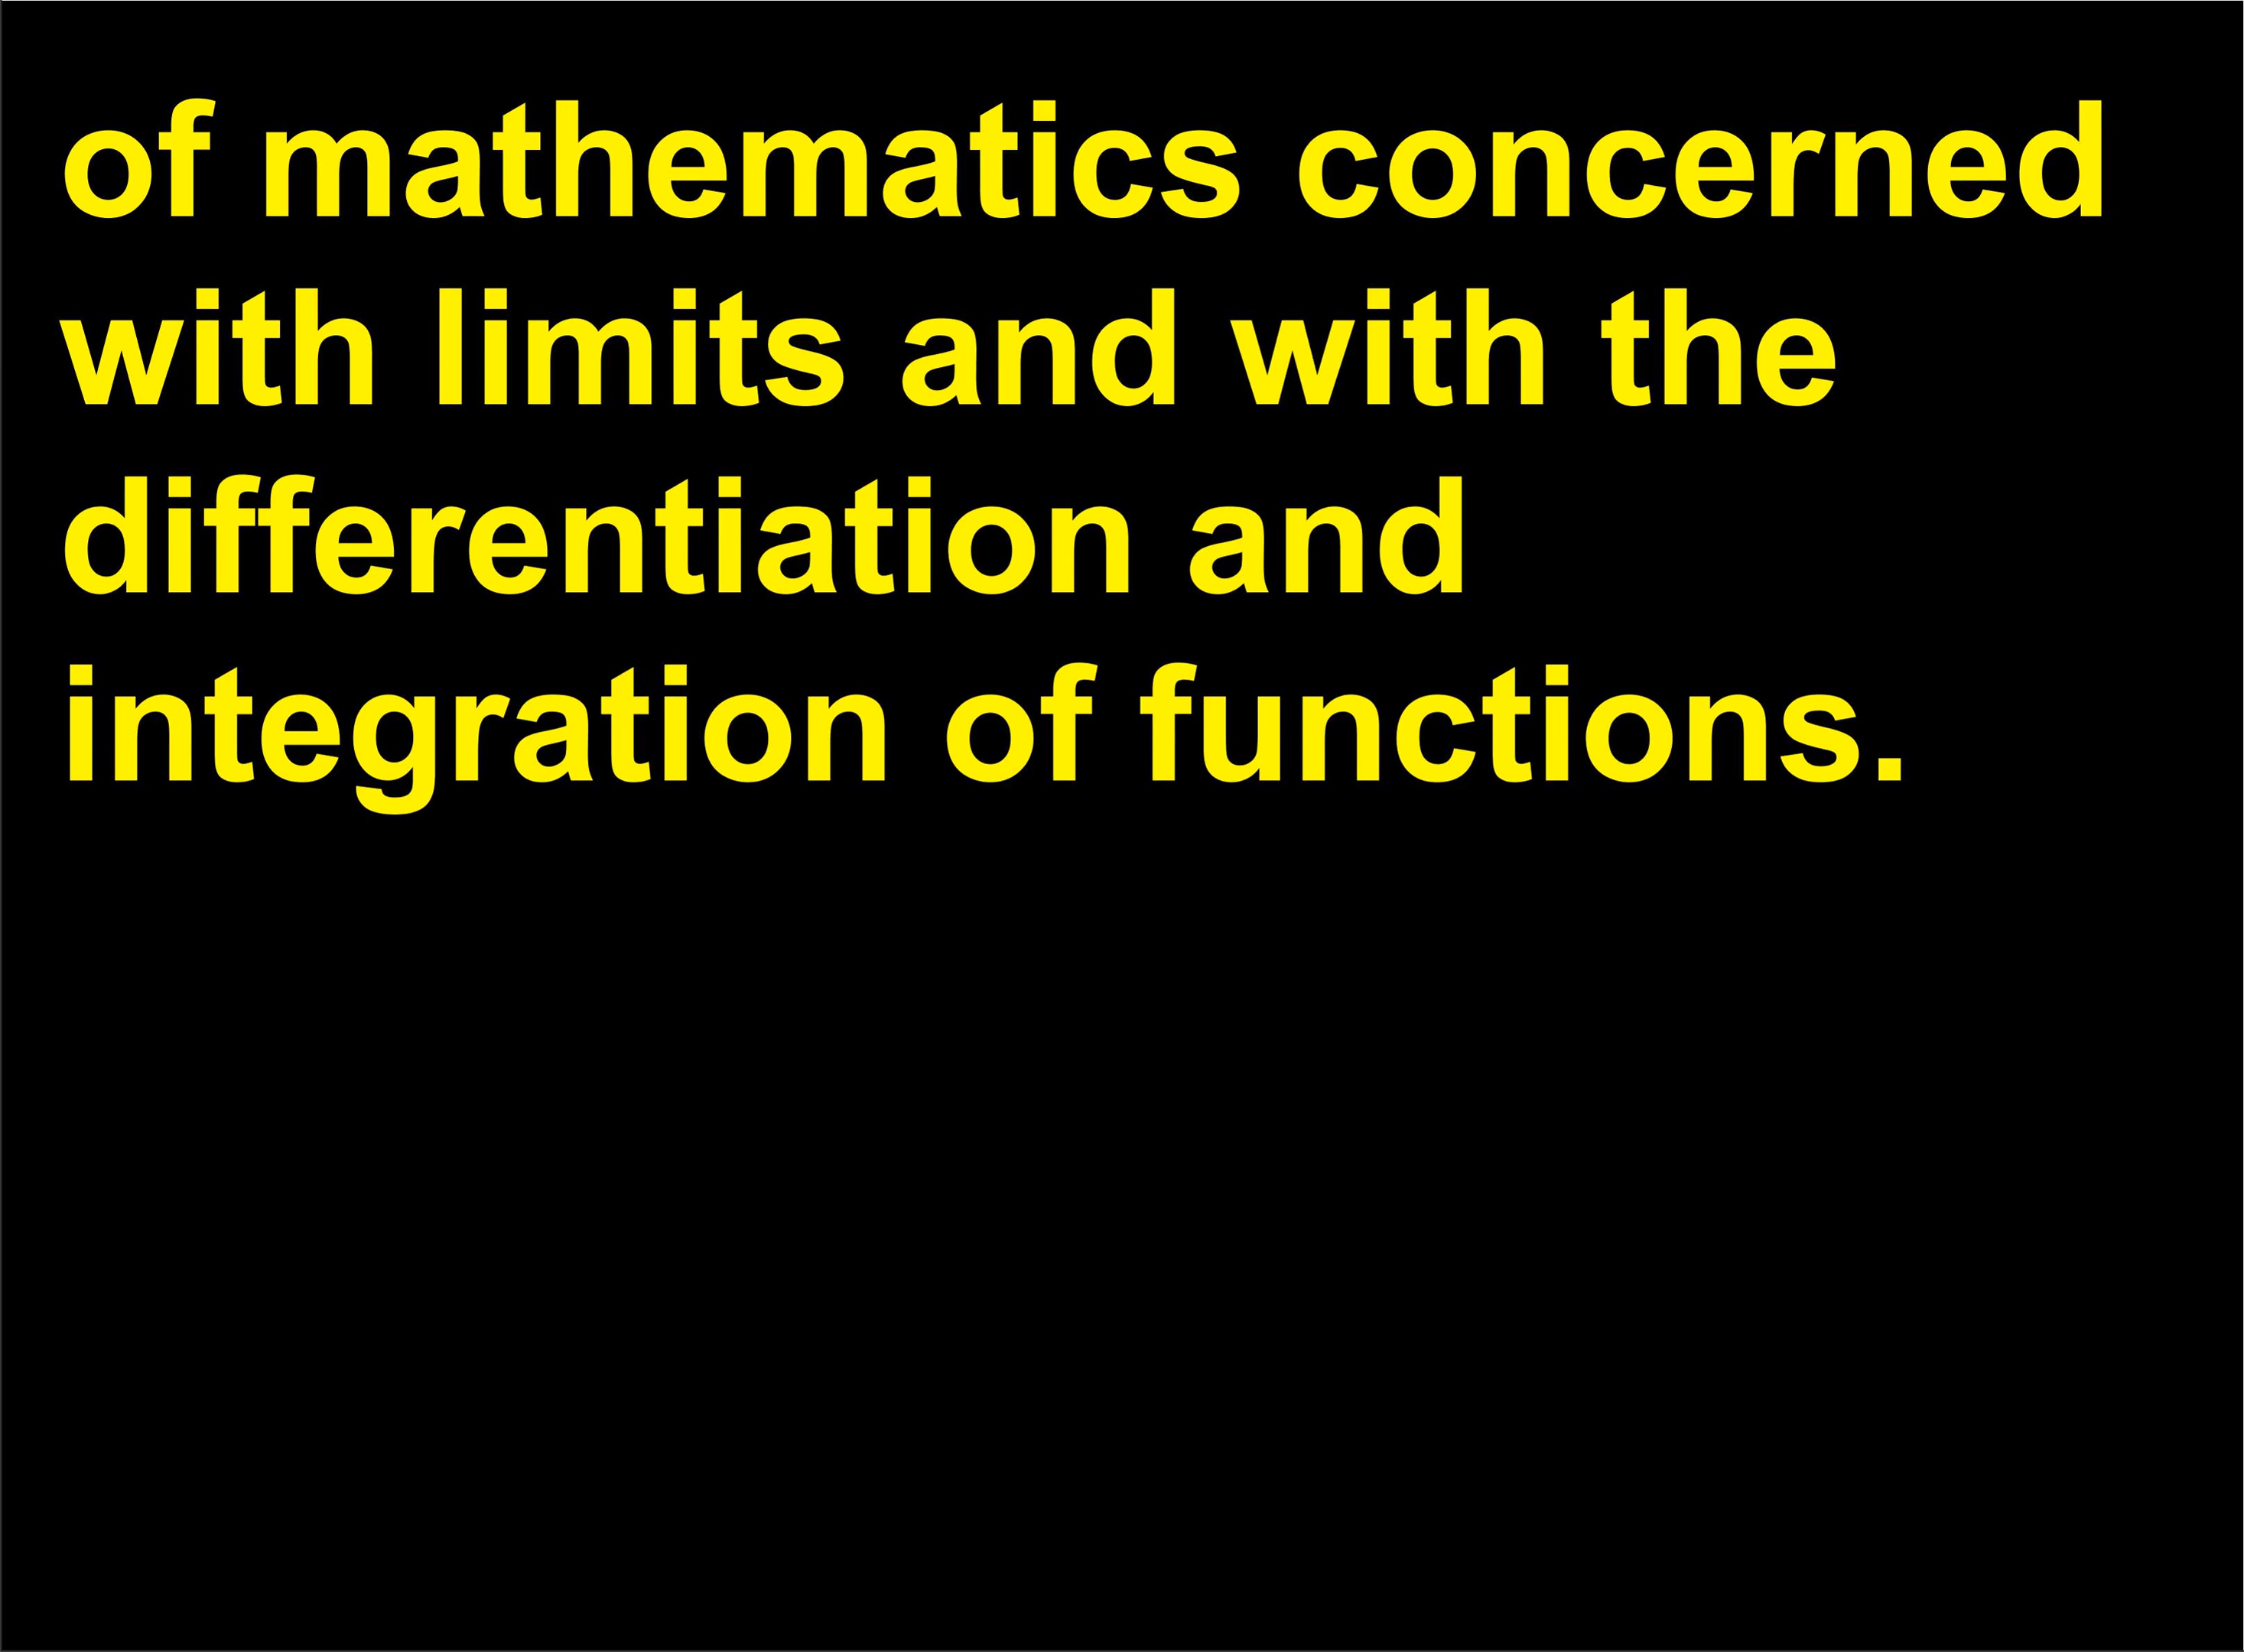 of mathematics concerned
with limits and with the
differentiation and
integration of functions.